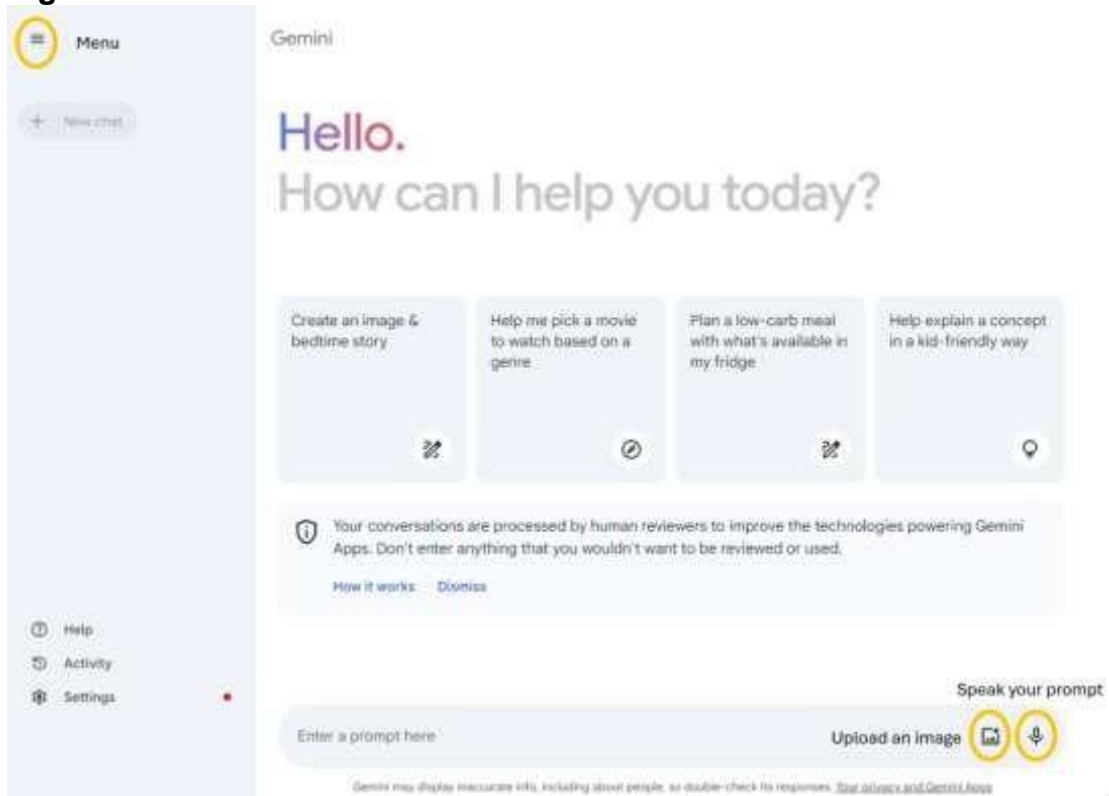 Menu
Gemini
New chat
Hello.
How can I help you today?
Create an image &
bedtime story
Help me pick a movie
to watch based on a
genre
Plan a low-carb meal
with what's available in
my fridge
Help explain a concept
in a kid-friendly way
Your conversations are processed by human reviewers to improve the technologies powering Gemini
Apps. Don't enter anything that you wouldn't want to be reviewed or used.
How it works Dismiss
Help
Activity
Settings
Speak your prompt
Enter a prompt here
Upload an image
Gemini may display inaccurate info, including about people, so double-check its responses. Your privacy and Gemini Apps